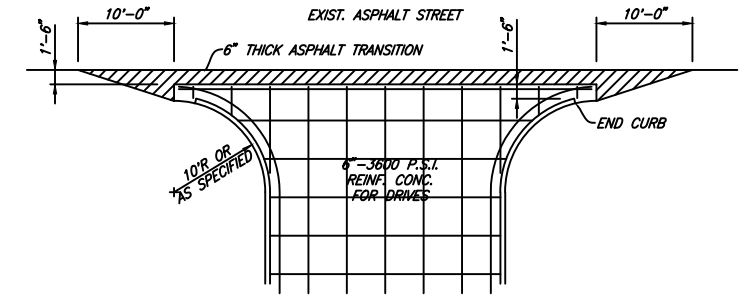 10'-0"
EXIST. ASPHALT STREET
10'-0"
1'-6"
1'-6"
6" THICK ASPHALT TRANSITION
END CURB
10'R OR
AS SPECIFIED
6"-3600 P.S.I.
REINF. CONC.
FOR DRIVES